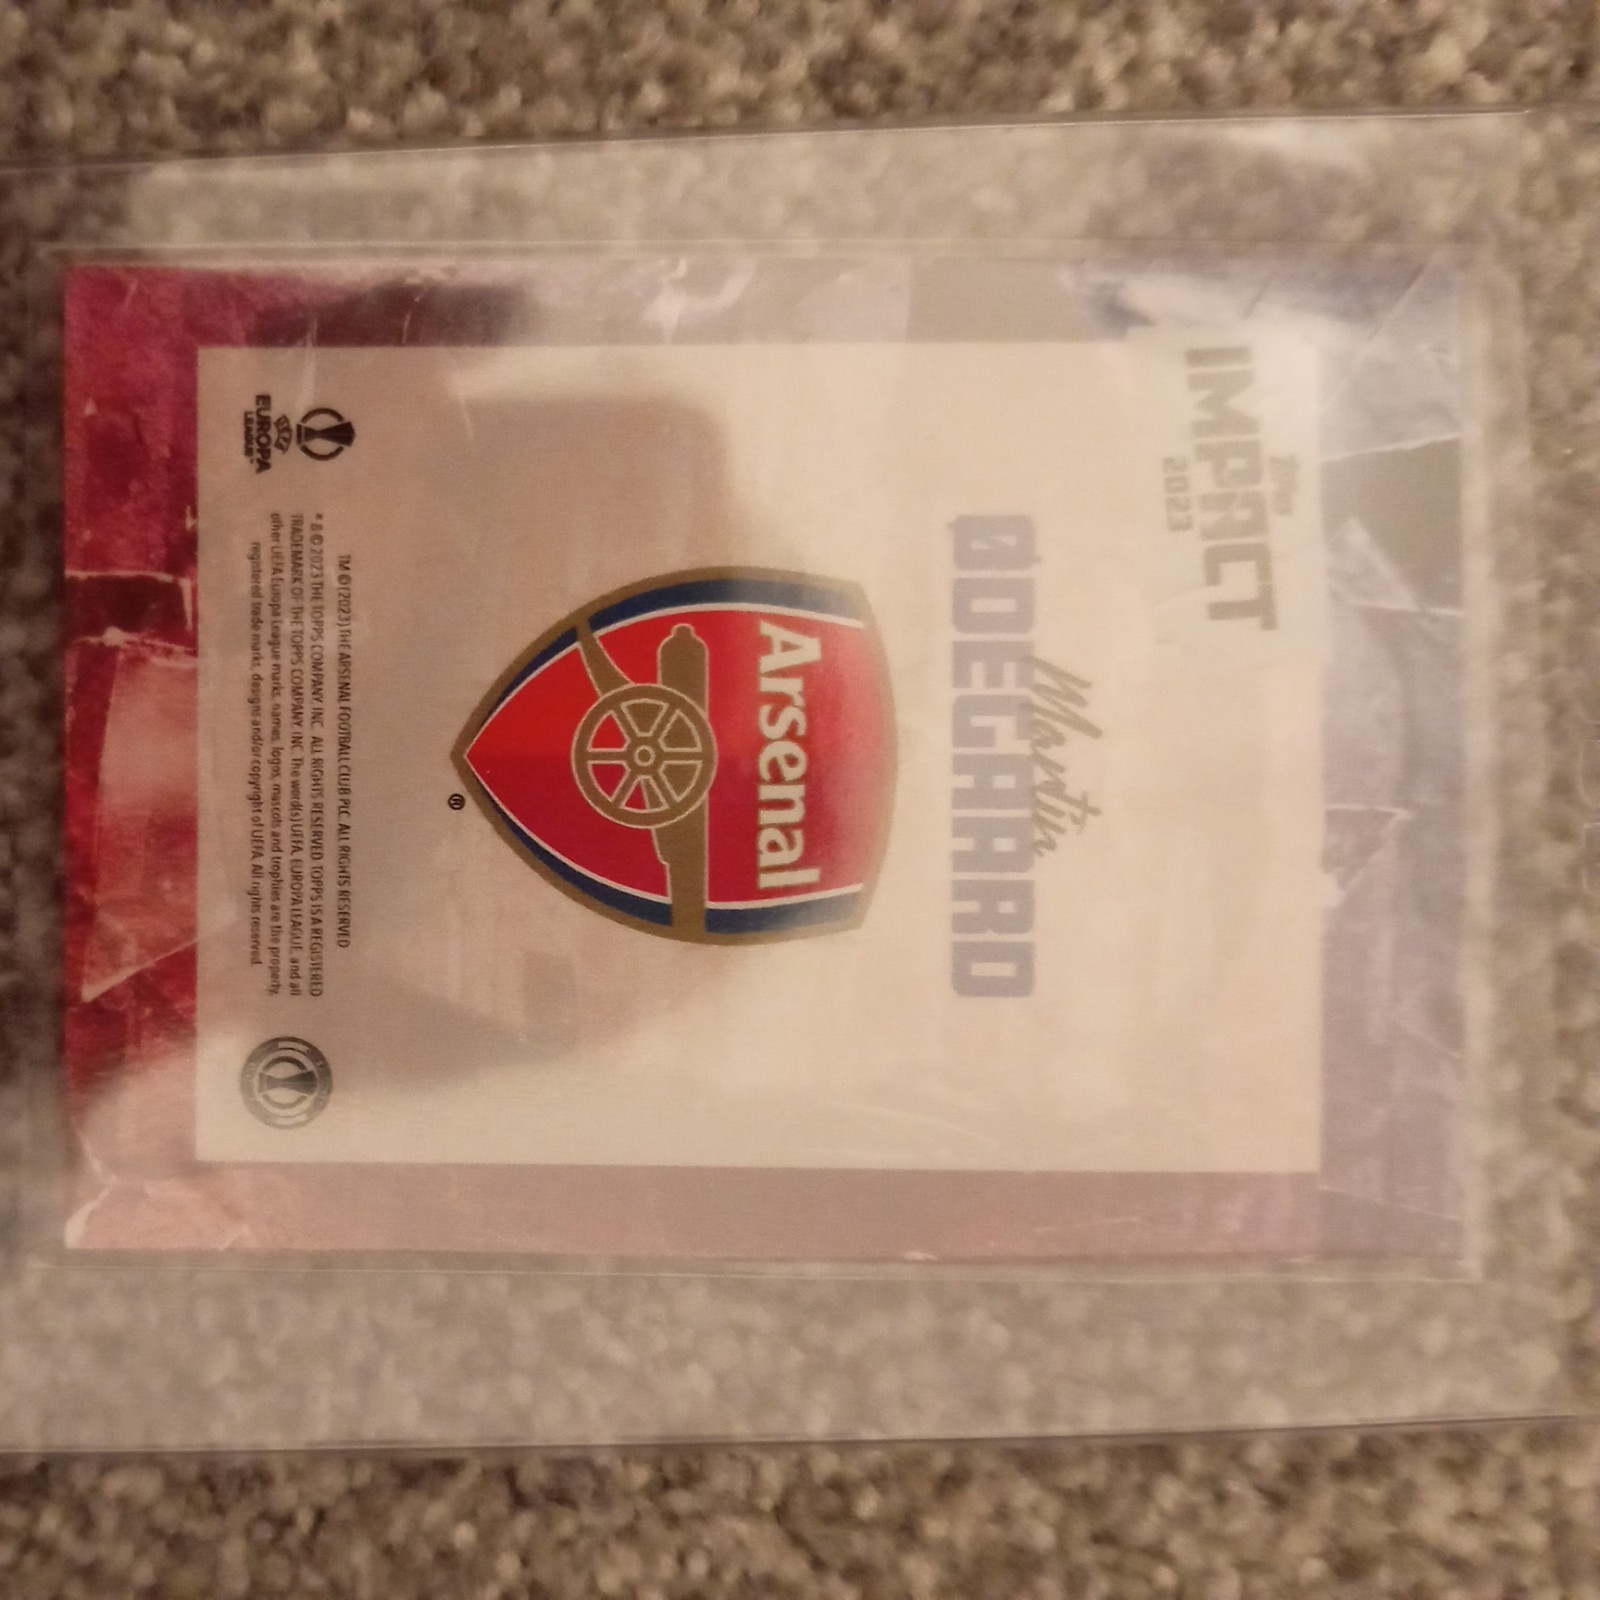 topps
IMPACT
2023
Martin
ØDEGAARD
Arsenal
®
TM © (2023) THE ARSENAL FOOTBALL CLUB PLC ALL RIGHTS RESERVED
* & © 2023 THE TOPPS COMPANY, INC. ALL RIGHTS RESERVED. TOPPS IS A REGISTERED
TRADEMARK OF THE TOPPS COMPANY, INC. The word(s) UEFA, EUROPA LEAGUE, and all
other UEFA Europa League marks, names, logos, mascots and trophies are the property,
registered trade marks, designs and/or copyright of UEFA. All rights reserved.
EUROPA
LEAGUE™